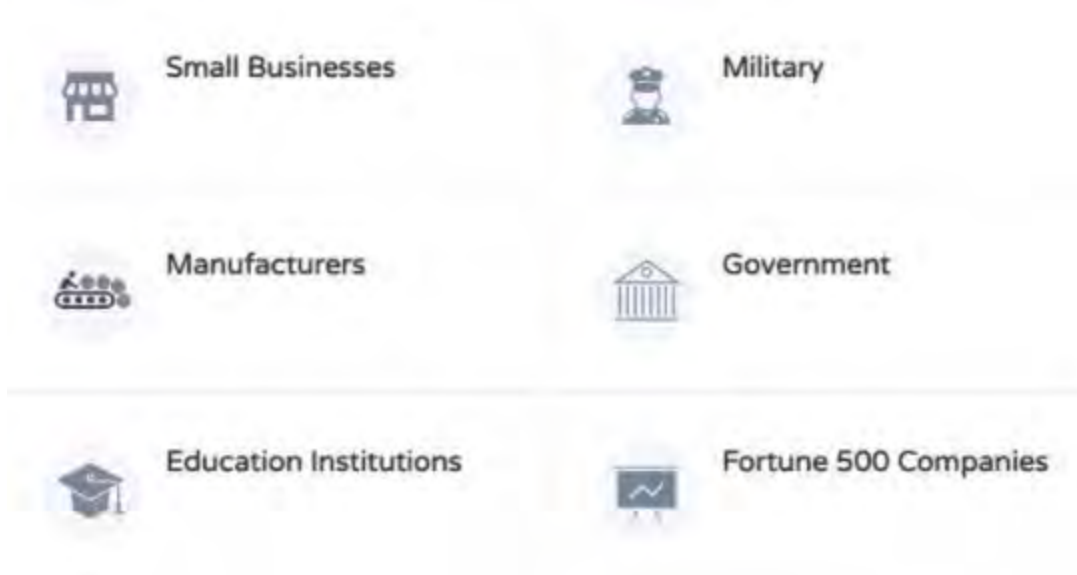 Small Businesses
Military
Manufacturers
Government
Education Institutions
Fortune 500 Companies